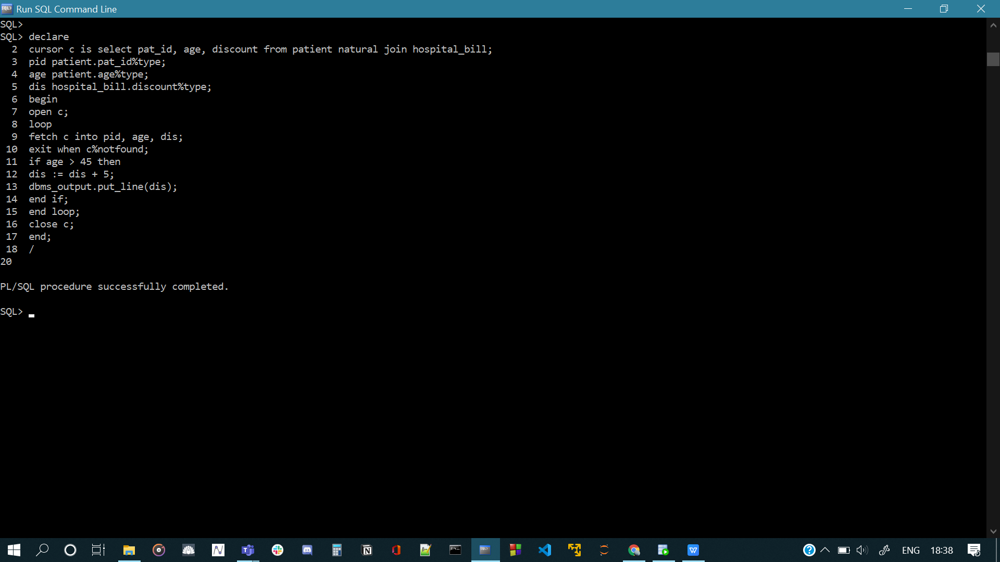 Run SQL Command Line
SQL>
SQL> declare
  2  cursor c is select pat_id, age, discount from patient natural join hospital_bill;
  3  pid patient.pat_id%type;
  4  age patient.age%type;
  5  dis hospital_bill.discount%type;
  6  begin
  7  open c;
  8  loop
  9  fetch c into pid, age, dis;
 10  exit when c%notfound;
 11  if age > 45 then
 12  dis := dis + 5;
 13  dbms_output.put_line(dis);
 14  end if;
 15  end loop;
 16  close c;
 17  end;
 18  /
20
PL/SQL procedure successfully completed.
SQL>
ENG 18:38